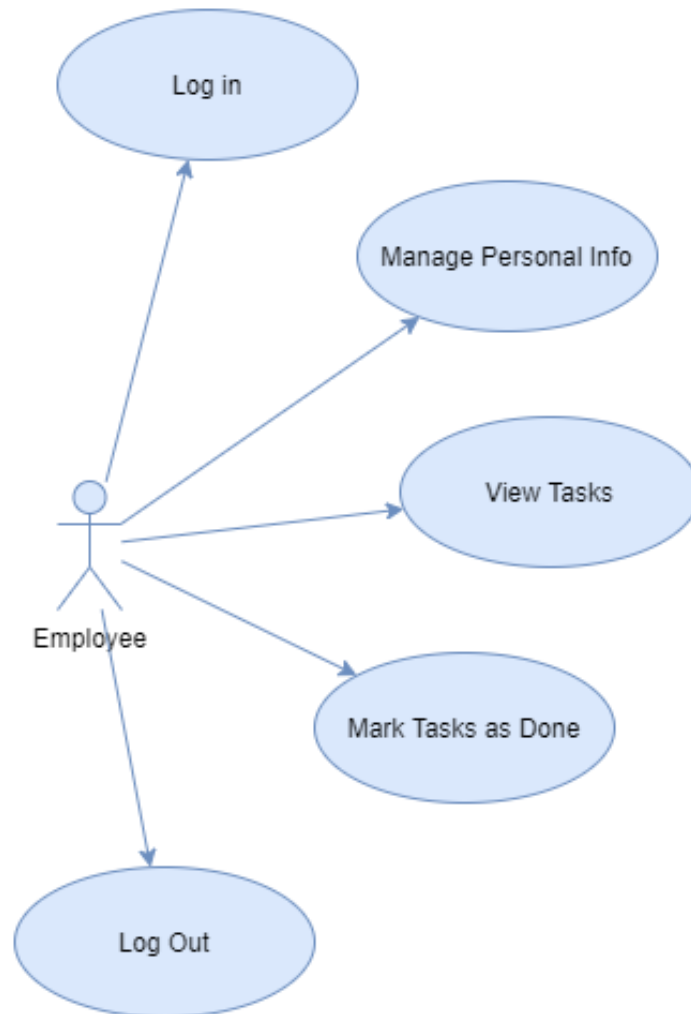 Log in
Manage Personal Info
View Tasks
Employee
Mark Tasks as Done
Log Out